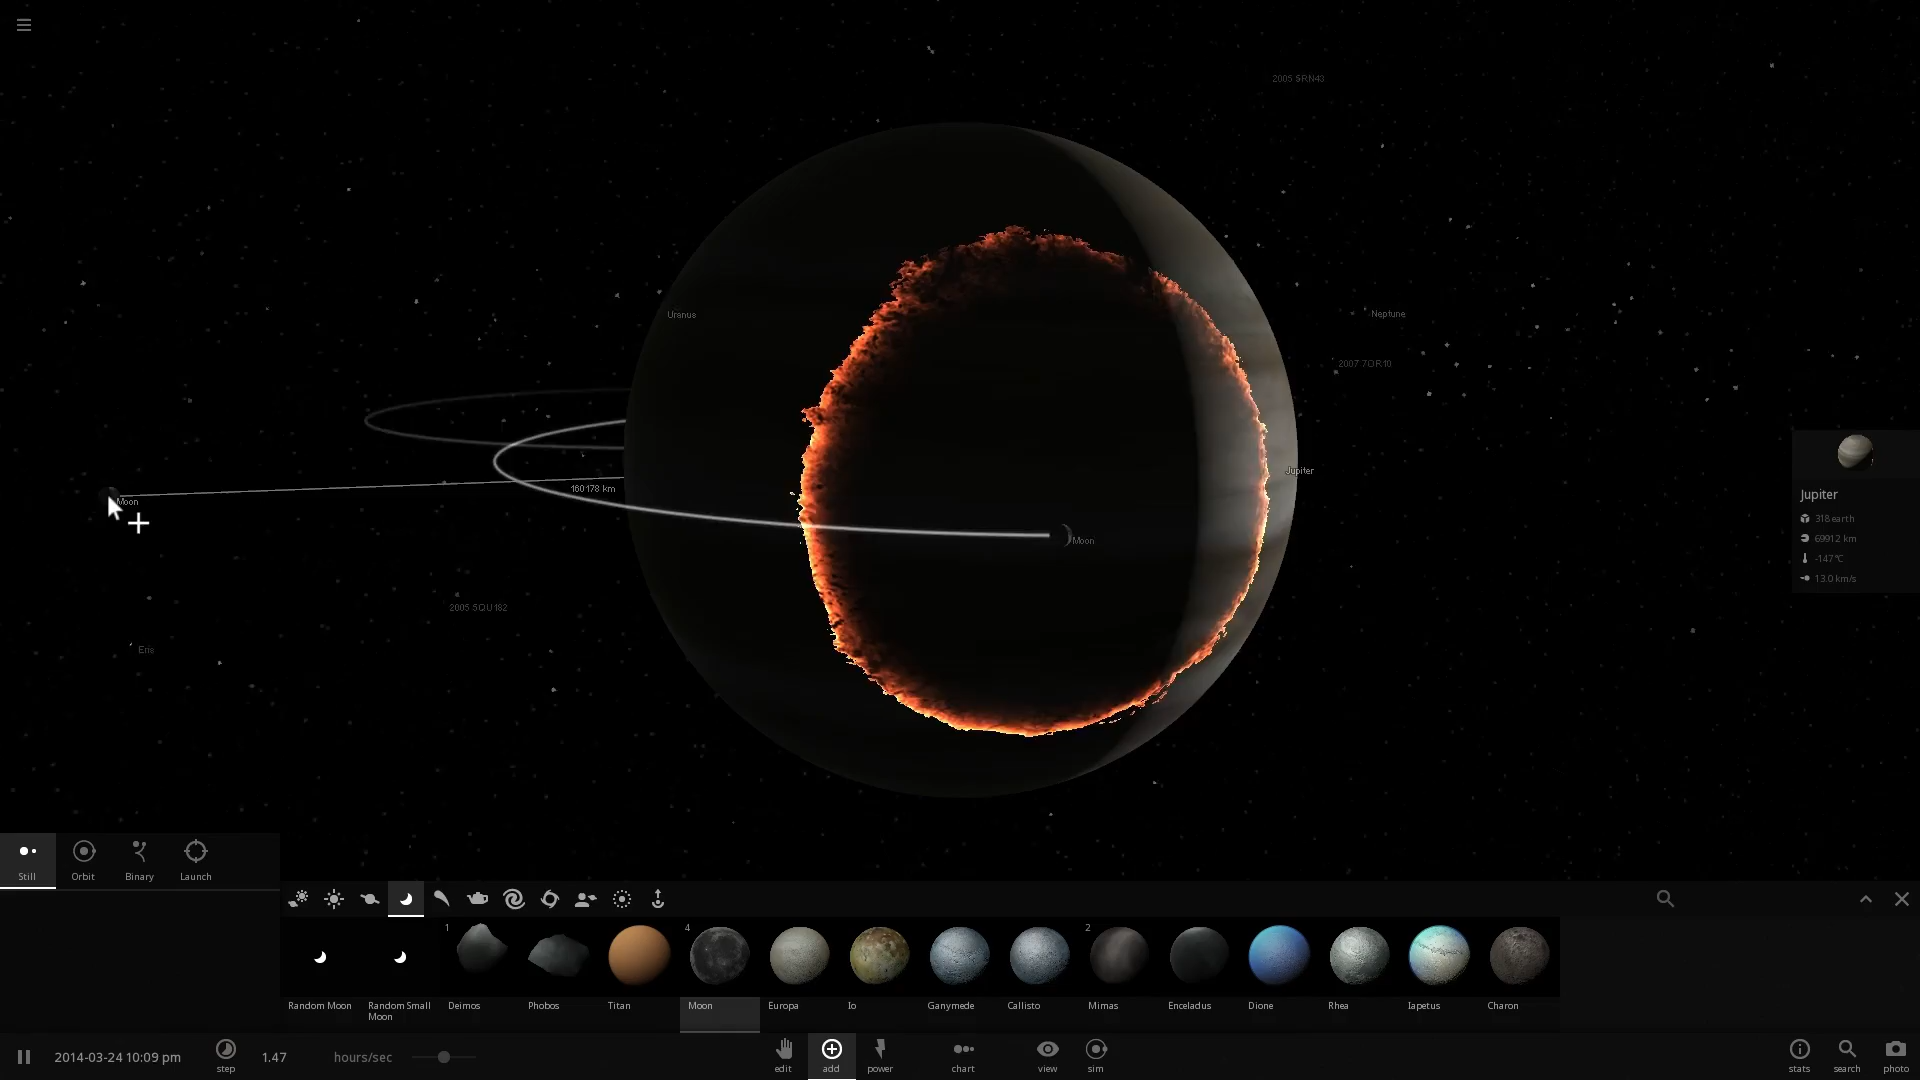 2005 SRN43
Uranus
Neptune
2007 7OR10
Jupiter
Moon
160178 km
Moon
2005 5QU182
Eris
Jupiter
318 earth
69912 km
-147°C
13.0 km/s
Still
Orbit
Binary
Launch
1
4
2
Random Moon
Random Small
Moon
Deimos
Phobos
Titan
Moon
Europa
Io
Ganymede
Callisto
Mimas
Enceladus
Dione
Rhea
Iapetus
Charon
2014-03-24 10:09 pm
step
1.47
hours/sec
edit
add
power
chart
view
sim
stats
search
photo